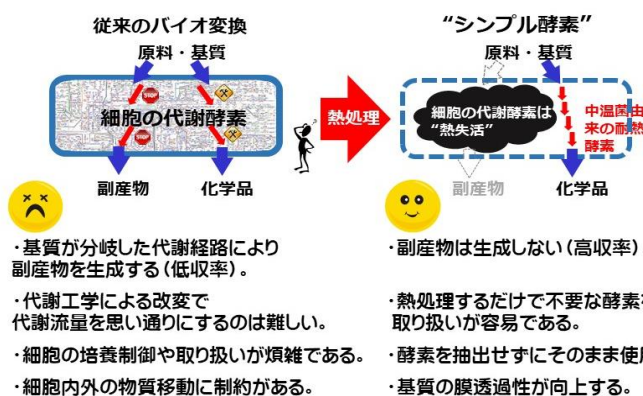 従来のバイオ変換
原料・基質
STOP
細胞の代謝酵素
STOP
副産物
化学品
・基質が分岐した代謝経路により
副産物を生成する(低収率)。
・代謝工学による改変で
代謝流量を思い通りにするのは難しい。
・細胞の培養制御や取り扱いが煩雑である。
・細胞内外の物質移動に制約がある。
熱処理
“シンプル酵素”
原料・基質
細胞の代謝酵素は
“熱失活”
中温菌由
来の耐熱
酵素
副産物
化学品
・副産物は生成しない(高収率)
・熱処理するだけで不要な酵素
取り扱いが容易である。
・酵素を抽出せずにそのまま使
・基質の膜透過性が向上する。